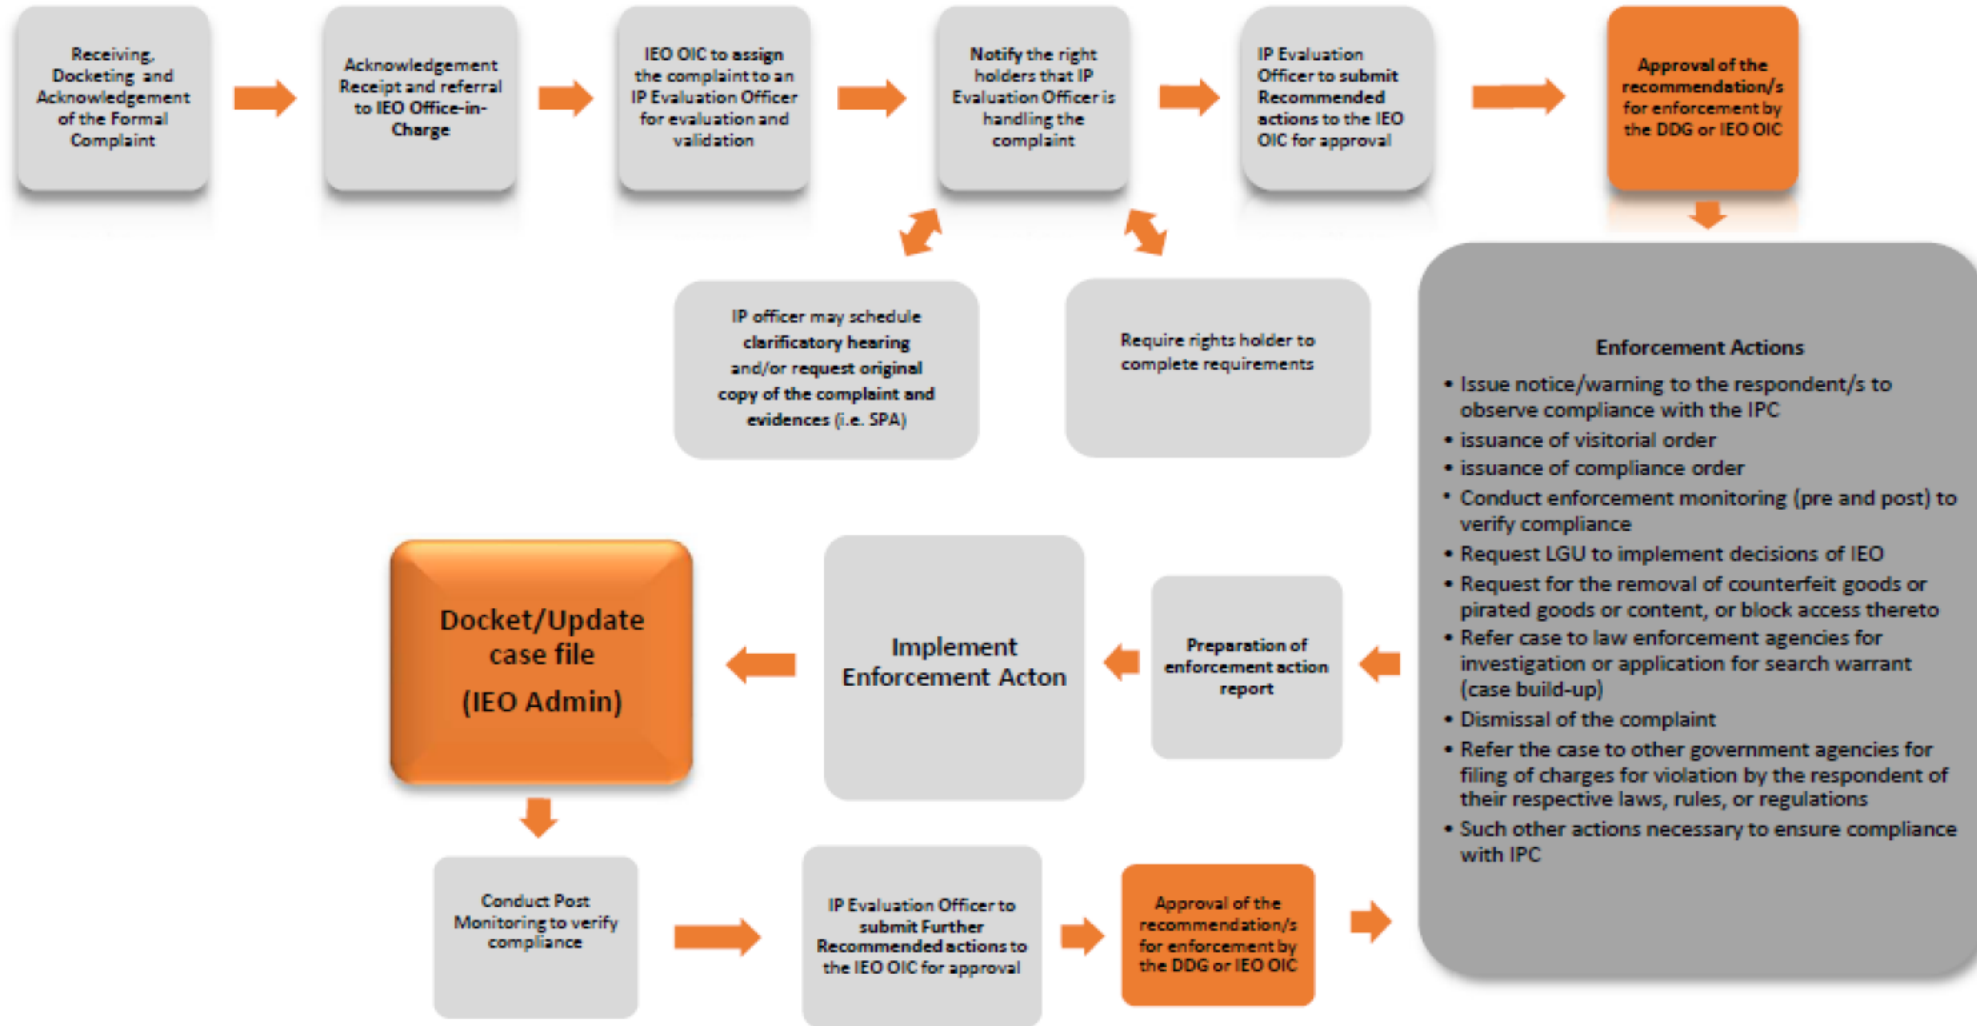 Receiving,
Docketing and
Acknowledgement
of the Formal
Complaint
Acknowledgement
Receipt and referral
to IEO Office-in-
Charge
IEO OIC to assign
the complaint to an
IP Evaluation Officer
for evaluation and
validation
Notify the right
holders that IP
Evaluation Officer is
handling the
complaint
IP Evaluation
Officer to submit
Recommended
actions to the IEO
OIC for approval
Approval of the
recommendation/s
for enforcement by
the DDG or IEO OIC
IP officer may schedule
clarificatory hearing
and/or request original
copy of the complaint and
evidences (i.e. SPA)
Require rights holder to
complete requirements
Enforcement Actions
• Issue notice/warning to the respondent/s to
observe compliance with the IPC
• issuance of visitorial order
• issuance of compliance order
• Conduct enforcement monitoring (pre and post) to
verify compliance
• Request LGU to implement decisions of IEO
• Request for the removal of counterfeit goods or
pirated goods or content, or block access thereto
• Refer case to law enforcement agencies for
investigation or application for search warrant
(case build-up)
• Dismissal of the complaint
• Refer the case to other government agencies for
filing of charges for violation by the respondent of
their respective laws, rules, or regulations
• Such other actions necessary to ensure compliance
with IPC
Preparation of
enforcement action
report
Implement
Enforcement Acton
Docket/Update
case file
(IEO Admin)
Conduct Post
Monitoring to verify
compliance
IP Evaluation Officer to
submit Further
Recommended actions to
the IEO OIC for approval
Approval of the
recommendation/s
for enforcement by
the DDG or IEO OIC